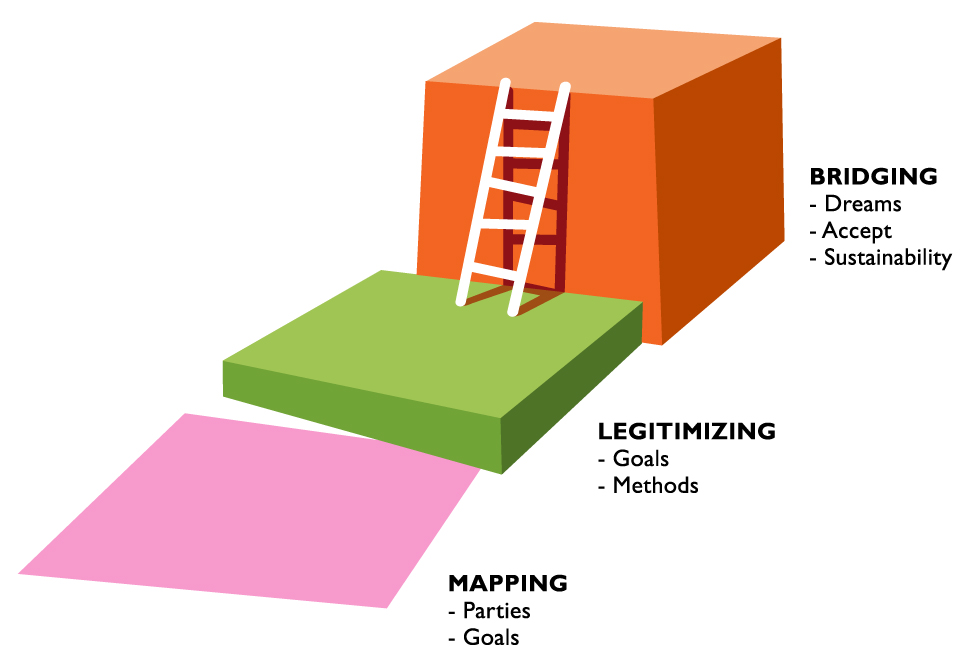 BRIDGING
- Dreams
- Accept
- Sustainability
LEGITIMIZING
- Goals
- Methods
MAPPING
- Parties
- Goals